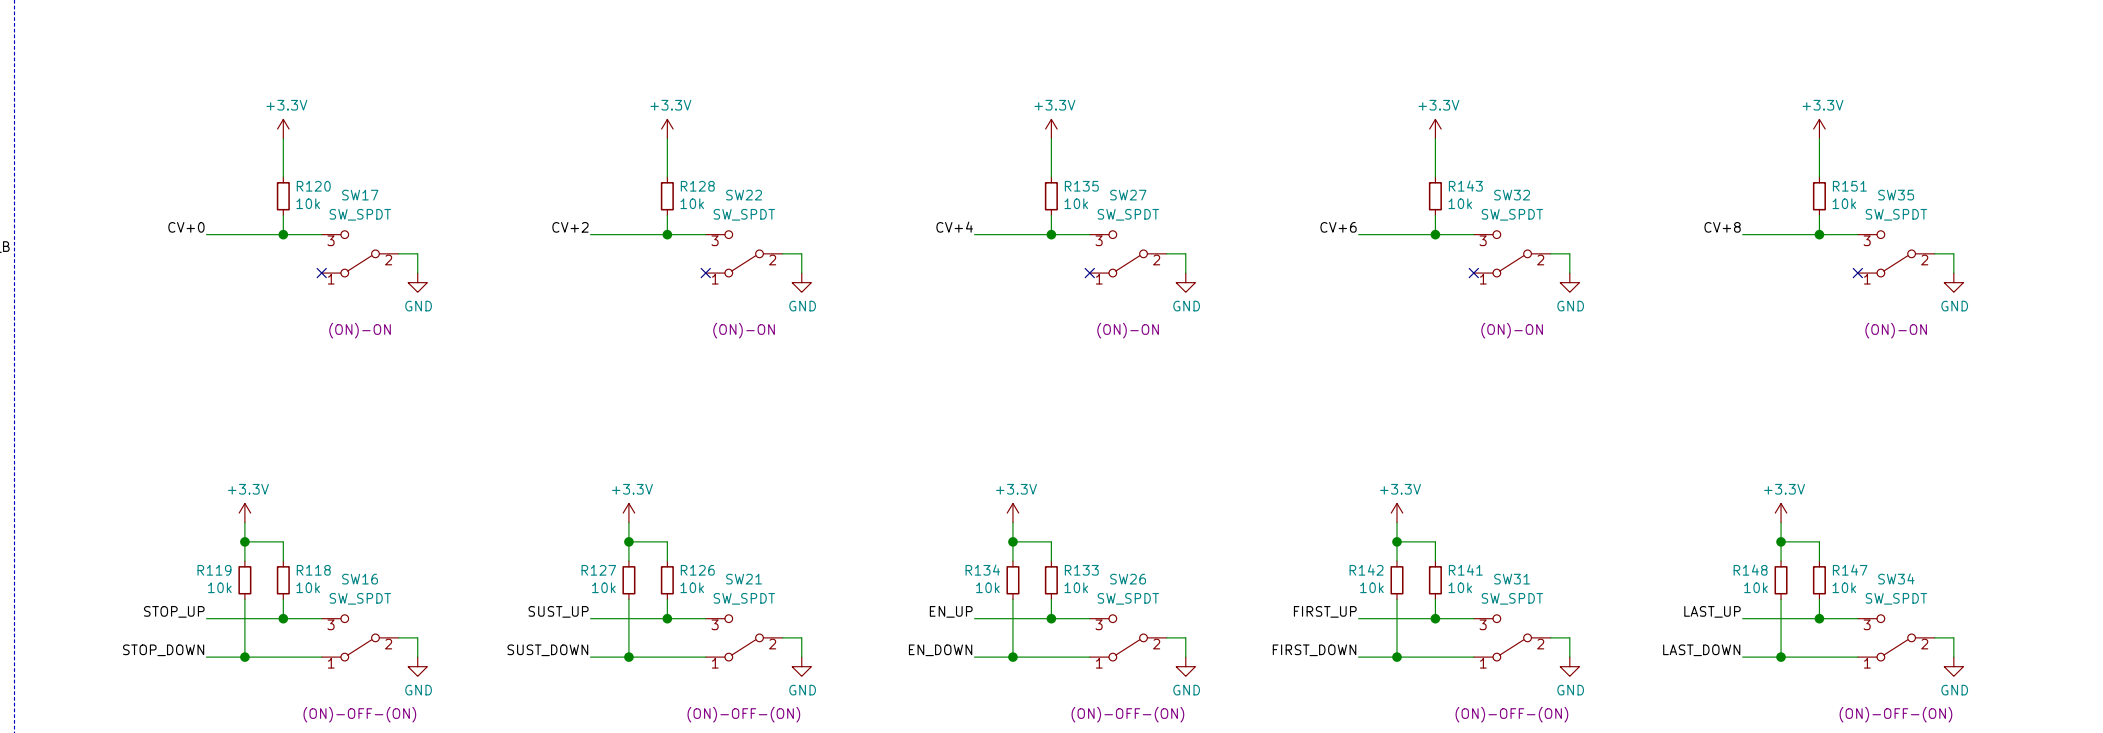 +3.3V +3.3V +3.3V +3.3V +3.3V
R120 SW17 R128 SW22 R135 SW27 R143 SW32 R151 SW35
10k SW_SPDT 10k SW_SPDT 10k SW_SPDT 10k SW_SPDT 10k SW_SPDT
CV+0 3 CV+2 3 CV+4 3 CV+6 3 CV+8 3
_B
2 2 2 2 2
1 1 1 1 1
GND GND GND GND GND
(ON)-ON (ON)-ON (ON)-ON (ON)-ON (ON)-ON
+3.3V +3.3V +3.3V +3.3V +3.3V
R119 R118 SW16 R127 R126 SW21 R134 R133 SW26 R142 R141 SW31 R148 R147 SW34
10k 10k SW_SPDT 10k 10k SW_SPDT 10k 10k SW_SPDT 10k 10k SW_SPDT 10k 10k SW_SPDT
STOP_UP 3 SUST_UP 3 EN_UP 3 FIRST_UP 3 LAST_UP 3
2 2 2 2 2
STOP_DOWN 1 SUST_DOWN 1 EN_DOWN 1 FIRST_DOWN 1 LAST_DOWN 1
GND GND GND GND GND
(ON)-OFF-(ON) (ON)-OFF-(ON) (ON)-OFF-(ON) (ON)-OFF-(ON) (ON)-OFF-(ON)